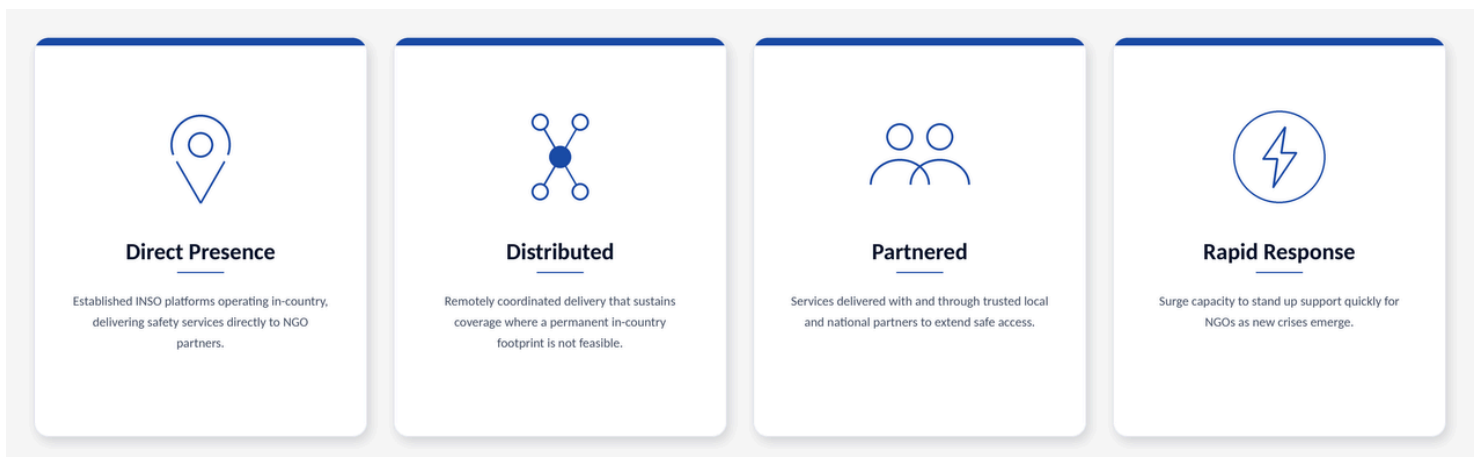 Direct Presence
Established INSO platforms operating in-country,
delivering safety services directly to NGO
partners.
Distributed
Remotely coordinated delivery that sustains
coverage where a permanent in-country
footprint is not feasible.
Partnered
Services delivered with and through trusted local
and national partners to extend safe access.
Rapid Response
Surge capacity to stand up support quickly for
NGOs as new crises emerge.